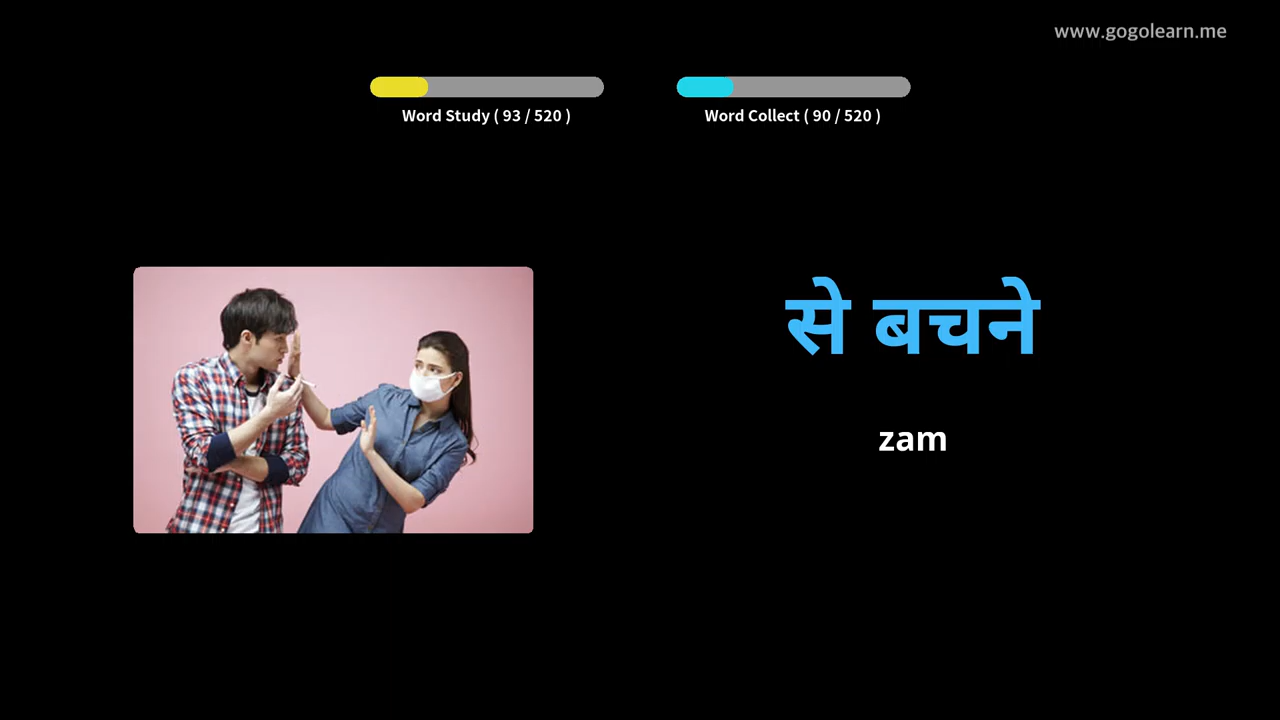 www.gogolearn.me
Word Study ( 93 / 520 )
Word Collect ( 90 / 520 )
से बचने
zam